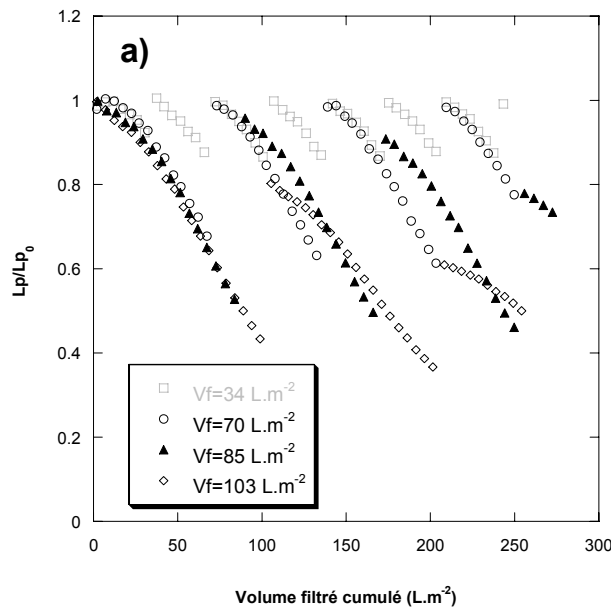 a)
1.2
1
0.8
0.6
0.4
0.2
0
Lp/Lp₀
Vf=34 L.m⁻²
Vf=70 L.m⁻²
Vf=85 L.m⁻²
Vf=103 L.m⁻²
0 50 100 150 200 250 300
Volume filtré cumulé (L.m⁻²)